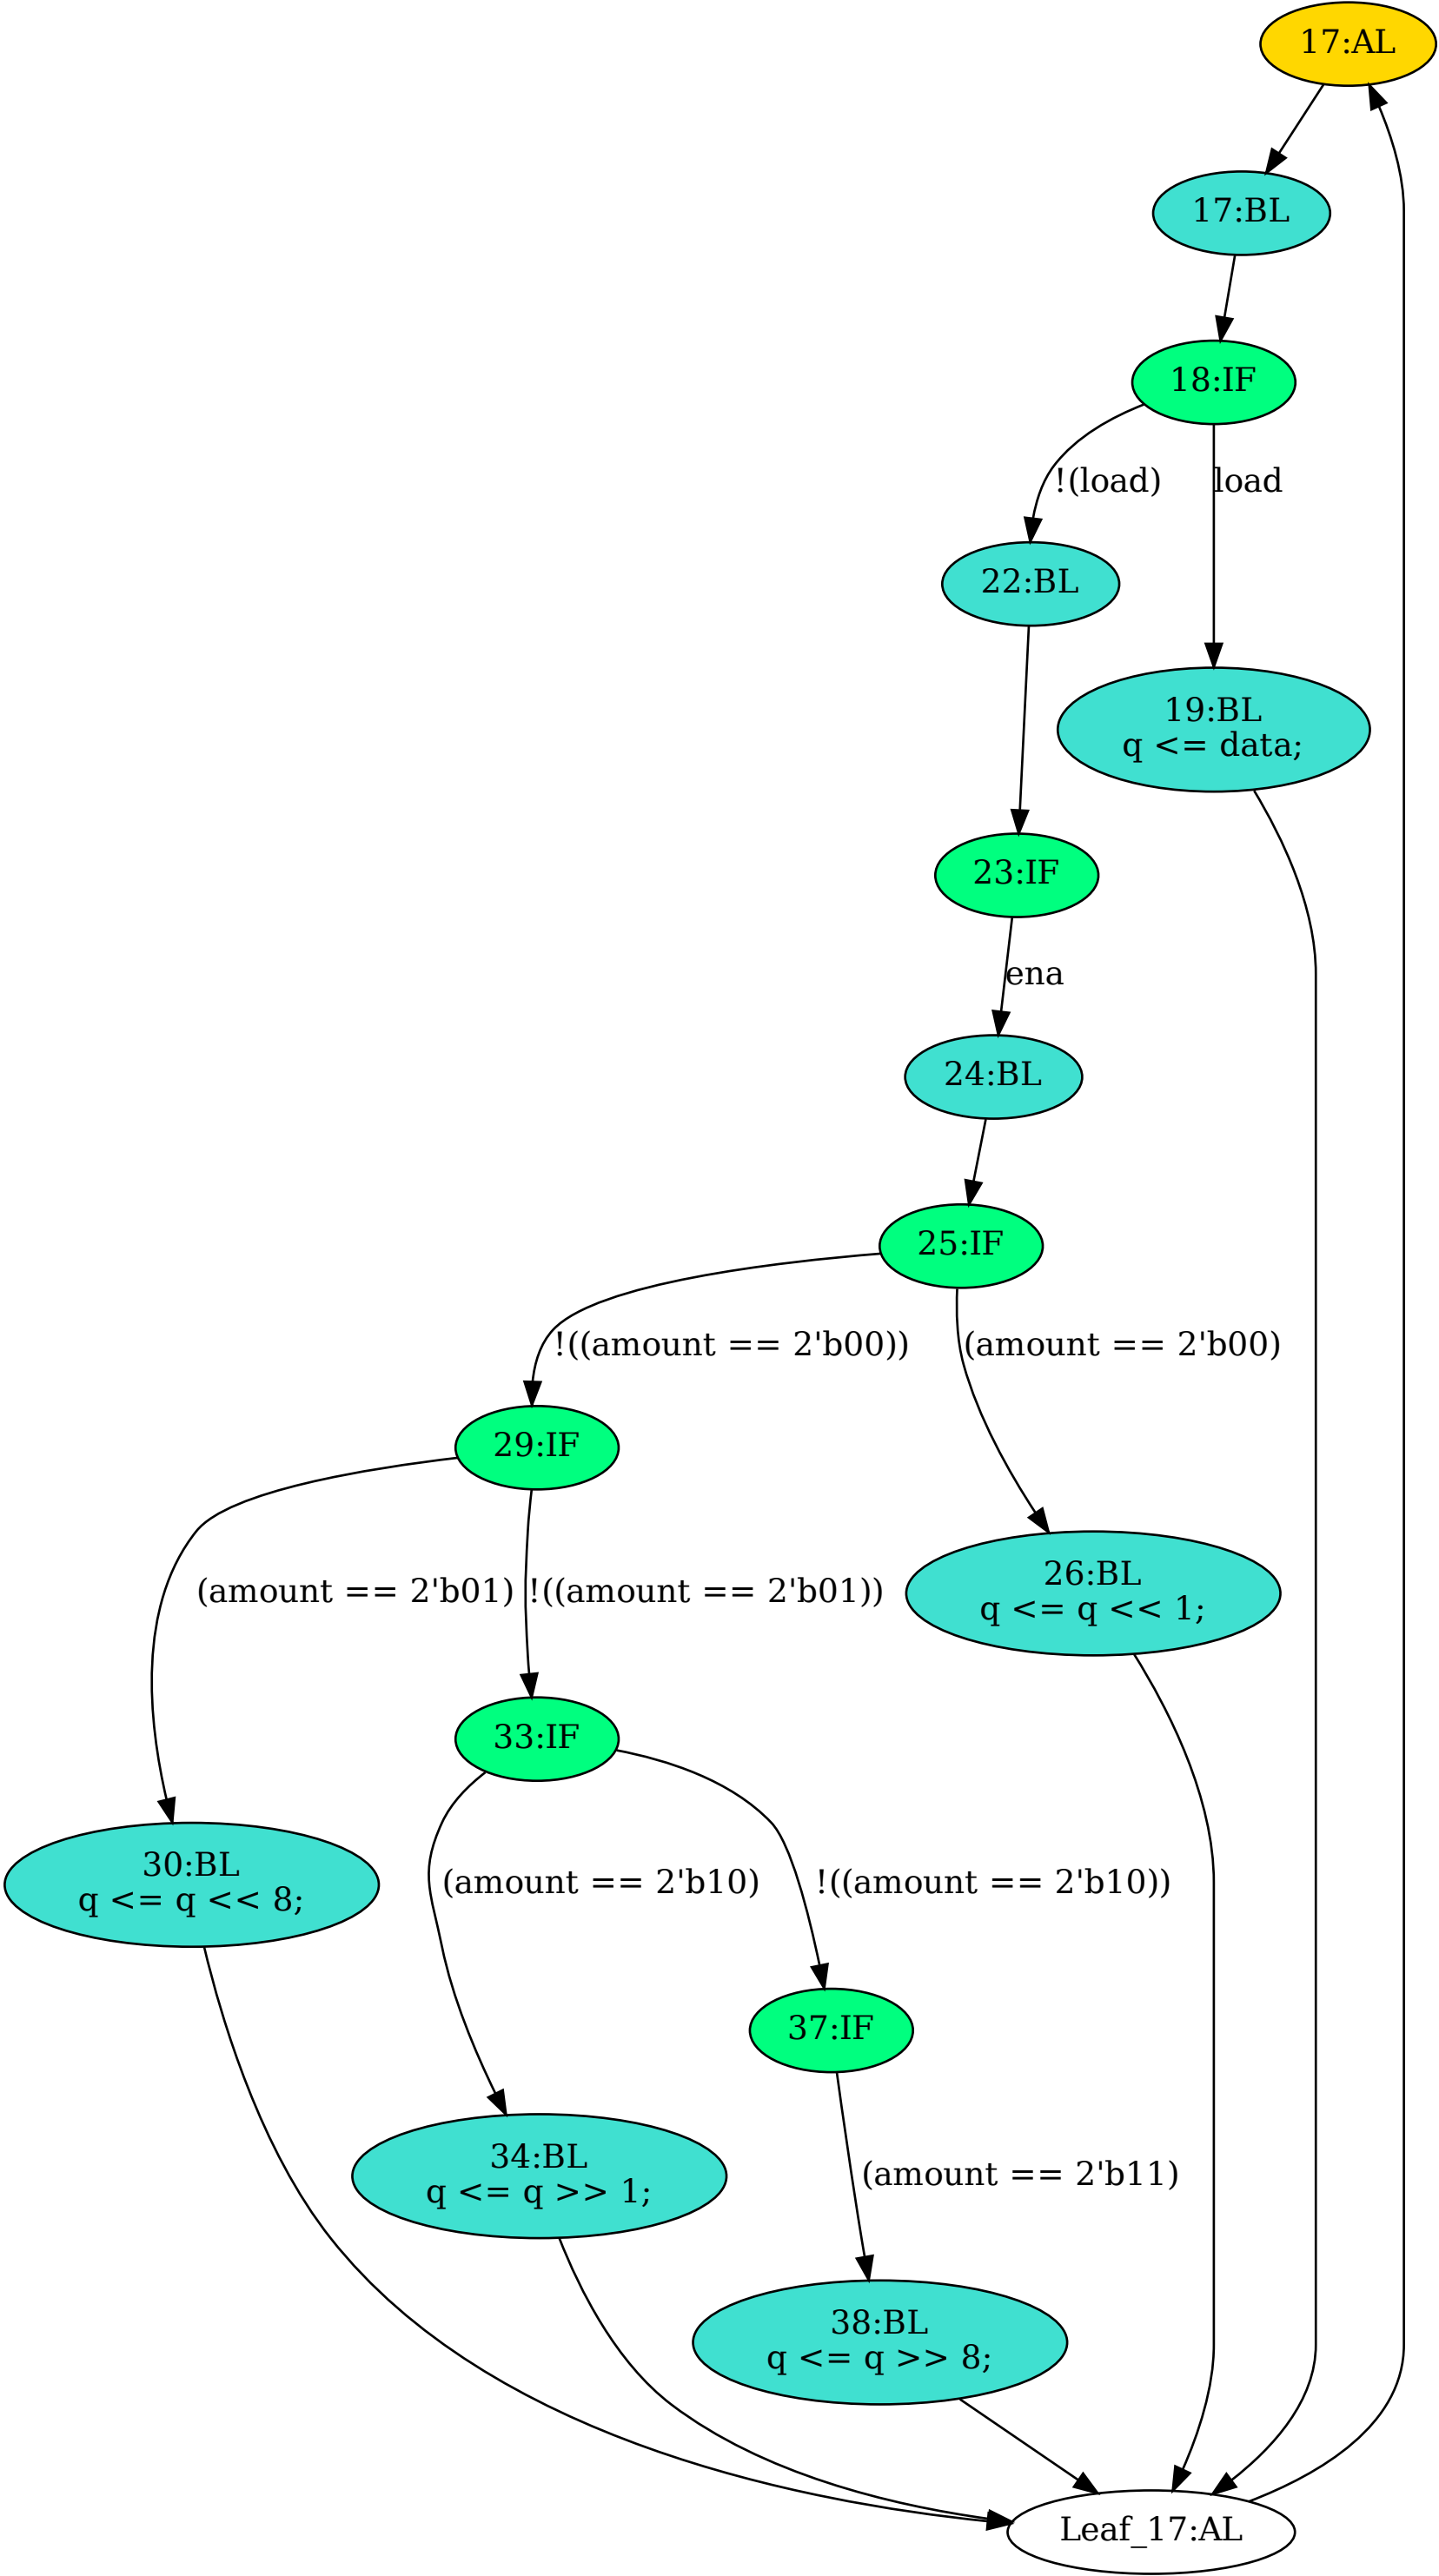 17:AL
17:BL
18:IF
!(load)
load
22:BL
19:BL
q <= data;
23:IF
ena
24:BL
25:IF
!((amount == 2'b00))
(amount == 2'b00)
29:IF
26:BL
q <= q << 1;
(amount == 2'b01)
!((amount == 2'b01))
33:IF
30:BL
q <= q << 8;
(amount == 2'b10)
!((amount == 2'b10))
37:IF
34:BL
q <= q >> 1;
(amount == 2'b11)
38:BL
q <= q >> 8;
Leaf_17:AL